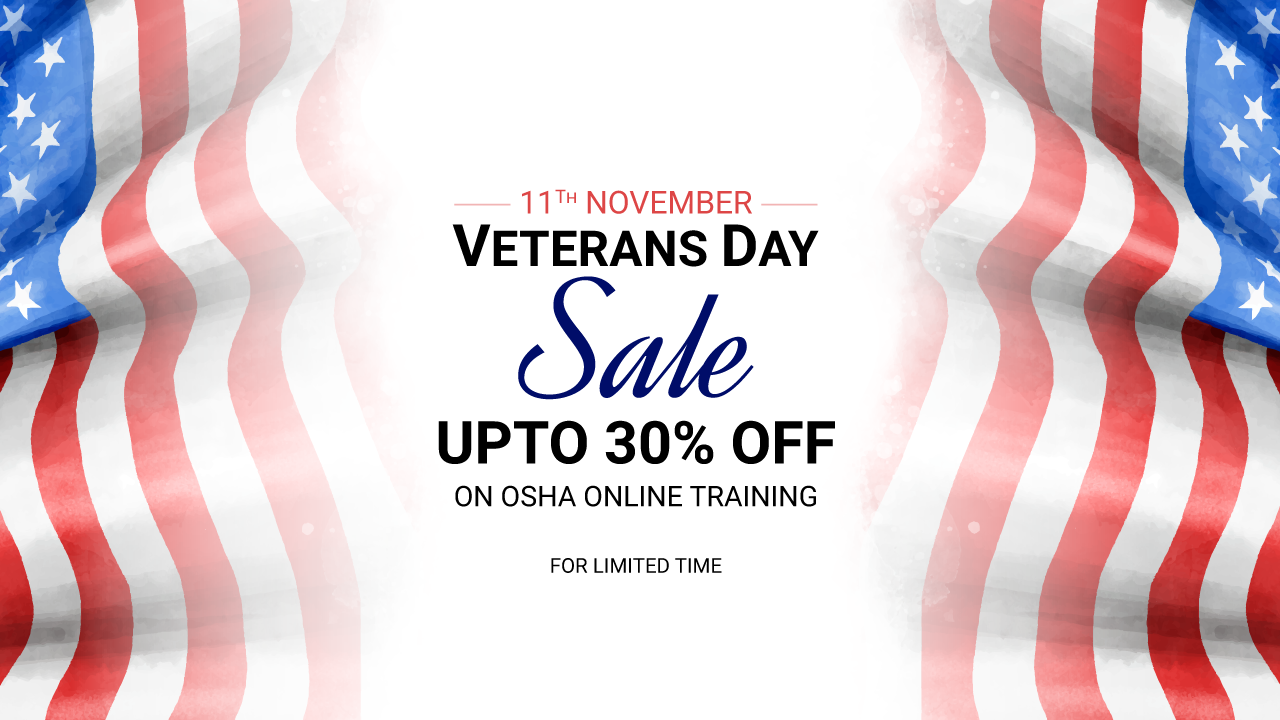 11TH NOVEMBER
VETERANS DAY
Sale
UPTO 30% OFF
ON OSHA ONLINE TRAINING
FOR LIMITED TIME